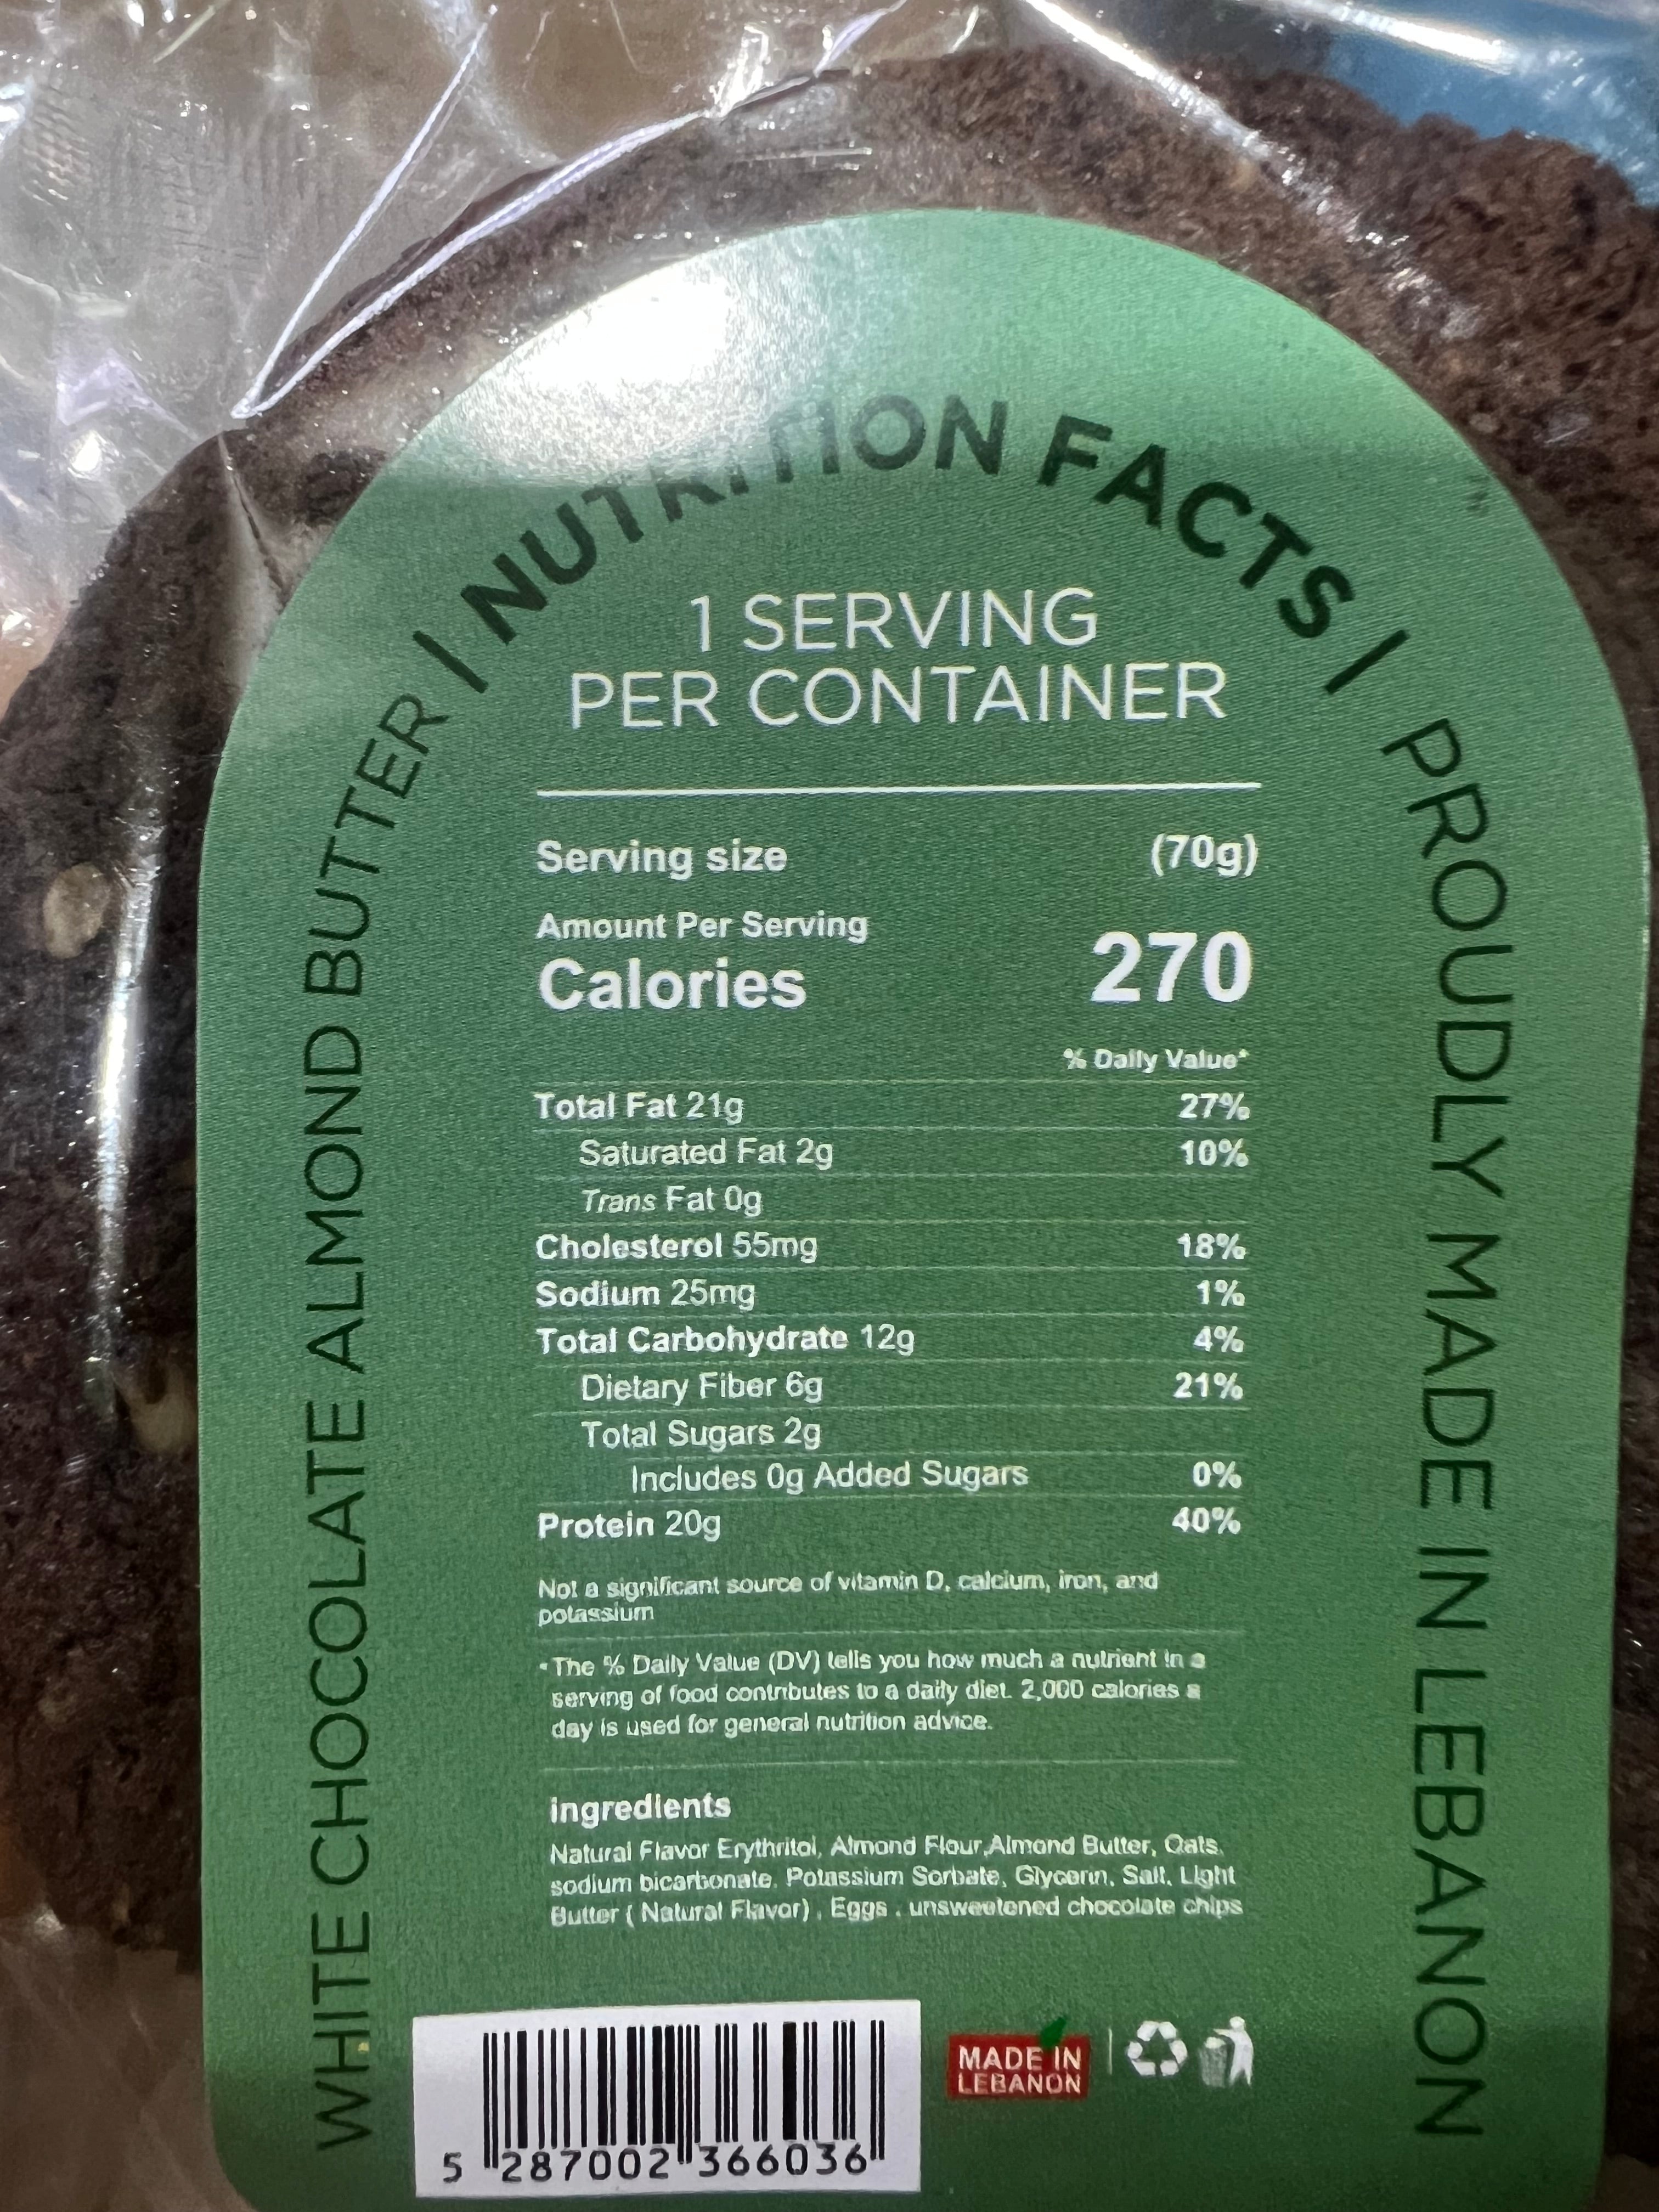 WHITE CHOCOLATE ALMOND BUTTER | NUTRITION FACTS | PROUDLY MADE IN LEBANON
1 SERVING
PER CONTAINER
Serving size (70g)
Amount Per Serving
Calories 270
% Daily Value*
Total Fat 21g 27%
Saturated Fat 2g 10%
Trans Fat 0g
Cholesterol 55mg 18%
Sodium 25mg 1%
Total Carbohydrate 12g 4%
Dietary Fiber 6g 21%
Total Sugars 2g
Includes 0g Added Sugars 0%
Protein 20g 40%
Not a significant source of vitamin D, calcium, iron, and
potassium
*The % Daily Value (DV) tells you how much a nutrient in a
serving of food contributes to a daily diet. 2,000 calories a
day is used for general nutrition advice.
ingredients
Natural Flavor Erythritol, Almond Flour,Almond Butter, Oats,
sodium bicarbonate, Potassium Sorbate, Glycerin, Salt, Light
Butter ( Natural Flavor) , Eggs , unsweetened chocolate chips
MADE IN
LEBANON
5 287002 366036